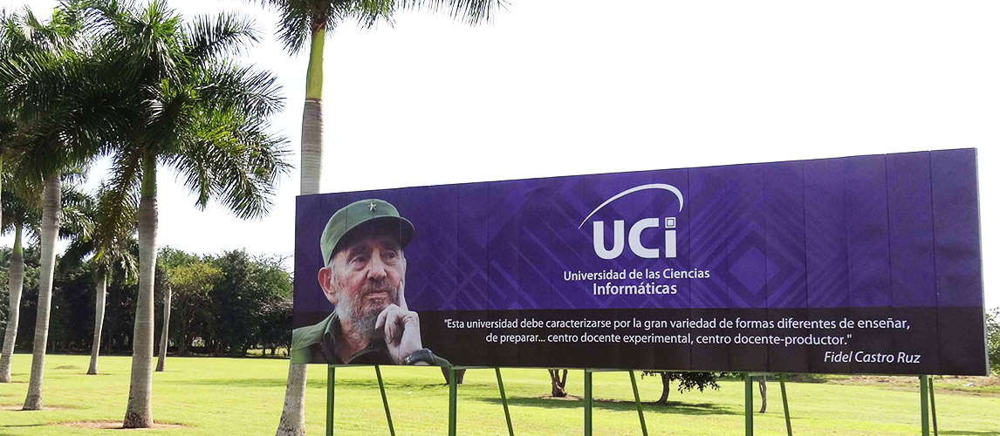 UCi
Universidad de las Ciencias
Informáticas
"Esta universidad debe caracterizarse por la gran variedad de formas diferentes de enseñar,
de preparar... centro docente experimental, centro docente-productor."
Fidel Castro Ruz